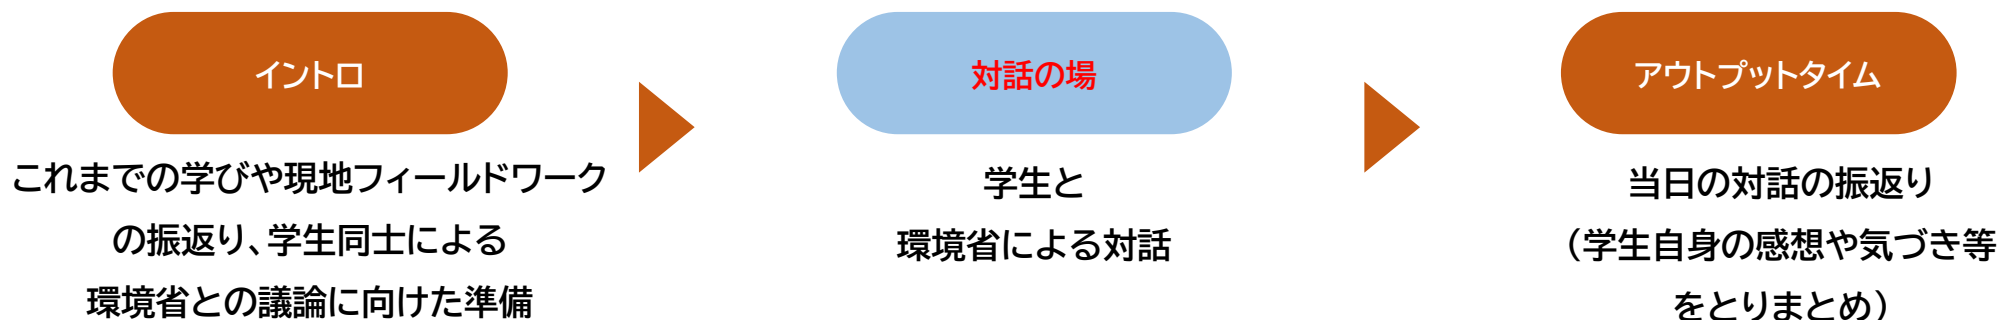 イントロ
これまでの学びや現地フィールドワーク
の振返り、学生同士による
環境省との議論に向けた準備
対話の場
学生と
環境省による対話
アウトプットタイム
当日の対話の振返り
（学生自身の感想や気づき等
をとりまとめ）